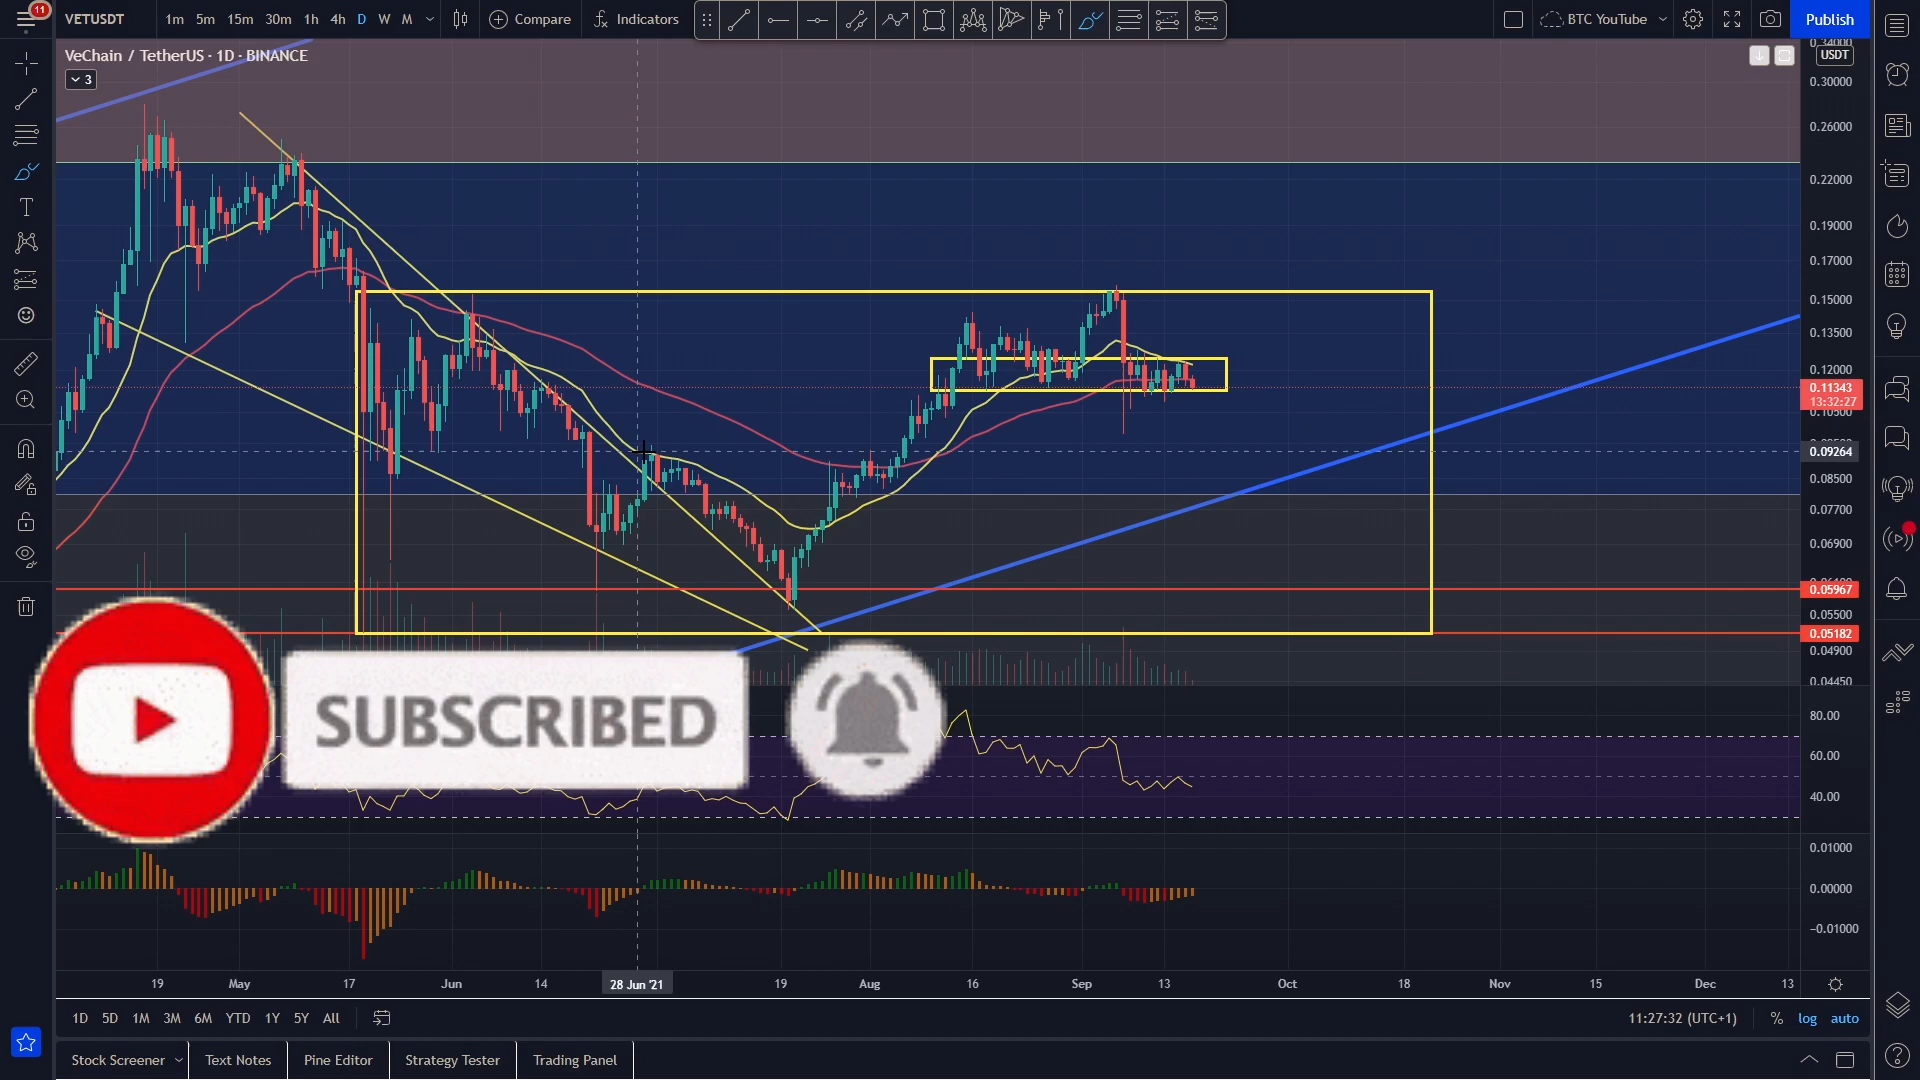 11
VETUSDT
1m 5m 15m 30m 1h 4h D W M
Compare
Indicators
BTC YouTube
Publish
VeChain / TetherUS · 1D · BINANCE
3
USDT
0.34000
0.30000
0.26000
0.22000
0.19000
0.17000
0.15000
0.13500
0.12000
0.11343
13:32:27
0.10500
0.09264
0.08500
0.07700
0.06900
0.05967
0.05500
0.05182
0.04900
0.04450
SUBSCRIBED
80.00
60.00
40.00
0.01000
0.00000
−0.01000
19 May 17 Jun 14 28 Jun '21 19 Aug 16 Sep 13 Oct 18 Nov 15 Dec 13
1D 5D 1M 3M 6M YTD 1Y 5Y All
11:27:32 (UTC+1) % log auto
Stock Screener Text Notes Pine Editor Strategy Tester Trading Panel